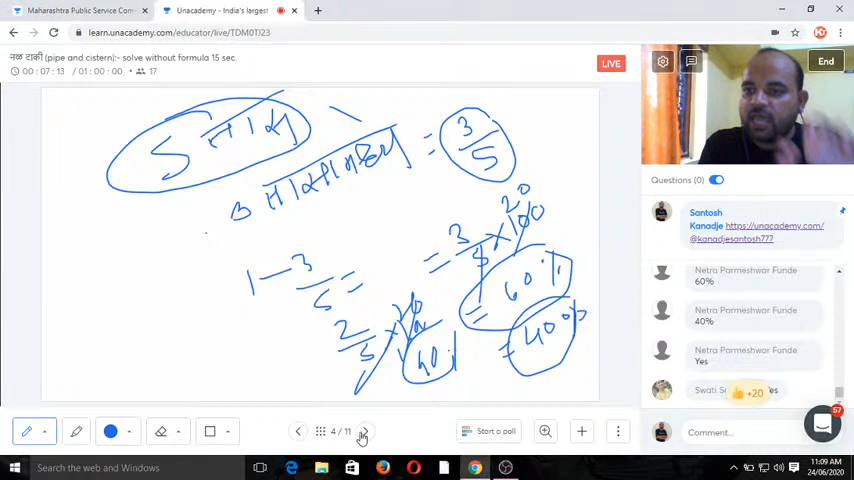 Maharashtra Public Service Com
Unacademy - India's largest
learn.unacademy.com/educator/live/TDM0TJ23
नळ टाकी (pipe and cistern):- solve without formula 15 sec.
00 : 07 : 13 / 01 : 00 : 00 • 17
LIVE
End
5
= 3/5
1 - 3/5 =
= 3/5 × 100
20
= 60%
2/5 ×
20
40%
= 40%
Questions (0)
Santosh
Kanadje https://unacademy.com/
@kanadjesantosh777
Netra Parmeshwar Funde
60%
Netra Parmeshwar Funde
40%
Netra Parmeshwar Funde
Yes
+20
57
4 / 11
Start a poll
Comment...
Search the web and Windows
11:09 AM
24/06/2020